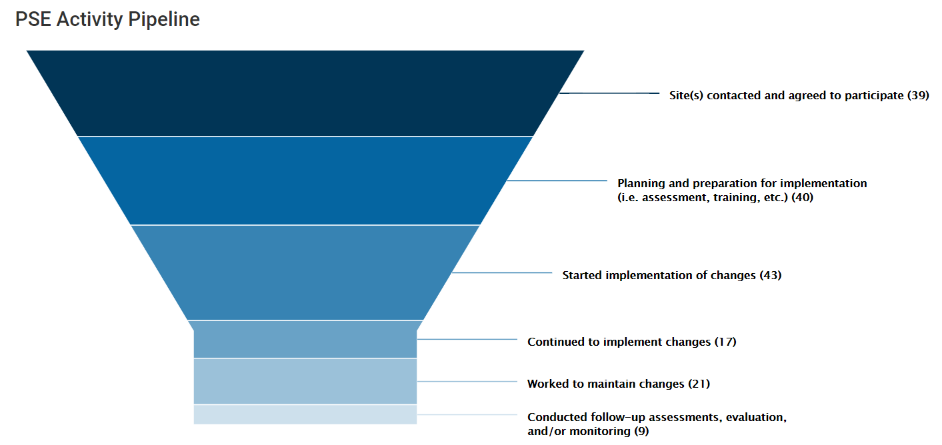 PSE Activity Pipeline
Site(s) contacted and agreed to participate (39)
Planning and preparation for implementation
(i.e. assessment, training, etc.) (40)
Started implementation of changes (43)
Continued to implement changes (17)
Worked to maintain changes (21)
Conducted follow-up assessments, evaluation,
and/or monitoring (9)